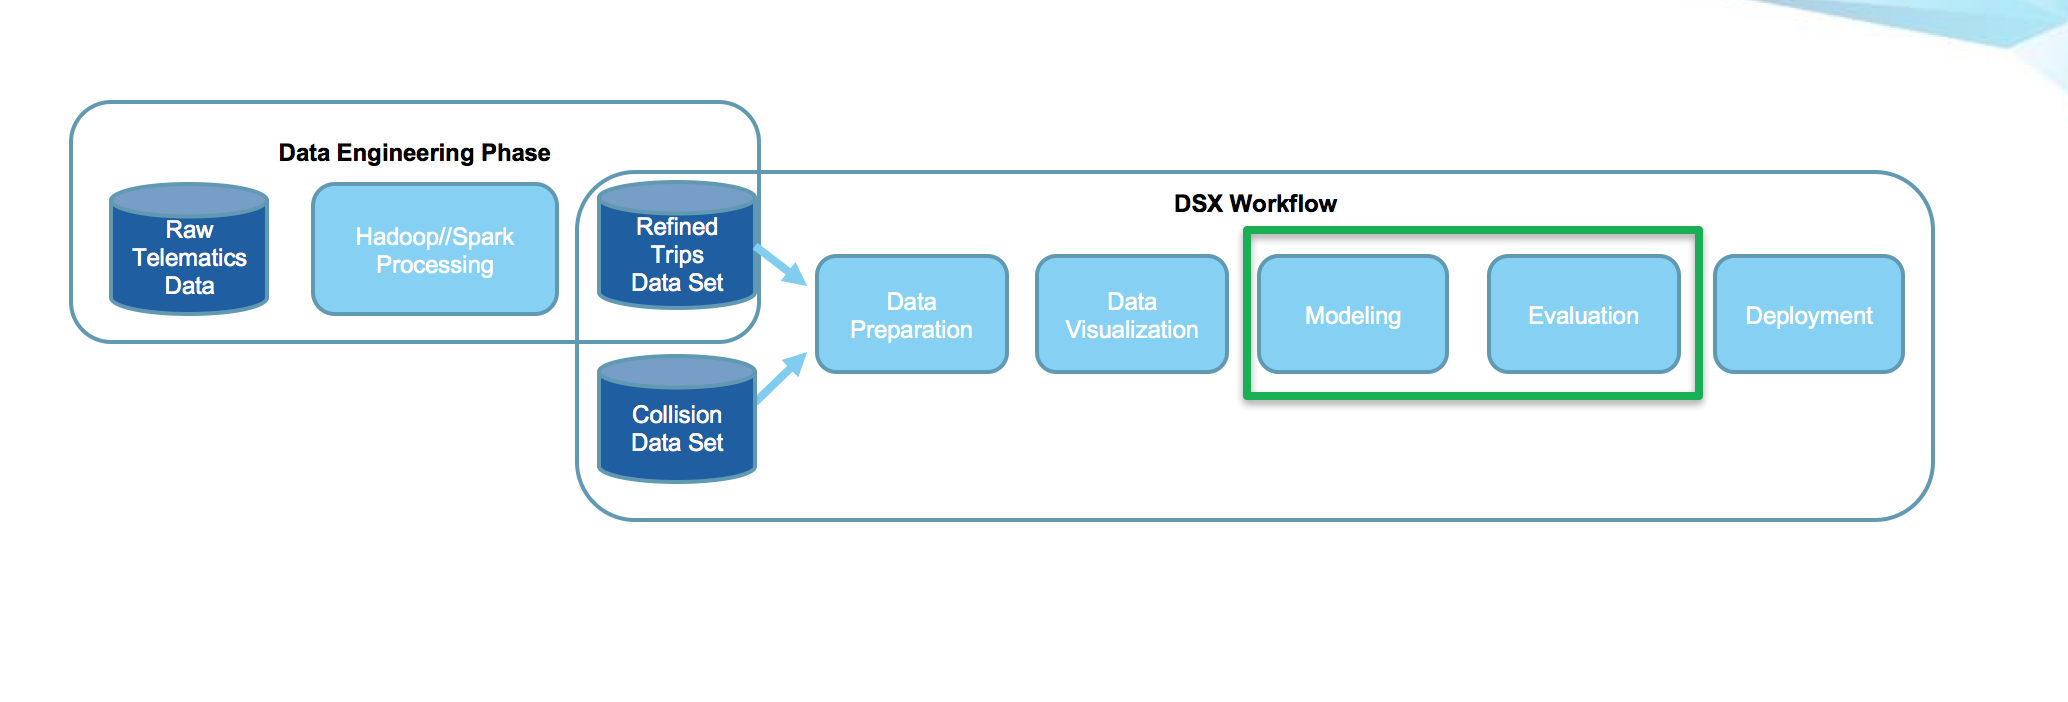 Data Engineering Phase
Raw
Telematics
Data
Hadoop//Spark
Processing
Refined
Trips
Data Set
Collision
Data Set
DSX Workflow
Data
Preparation
Data
Visualization
Modeling
Evaluation
Deployment